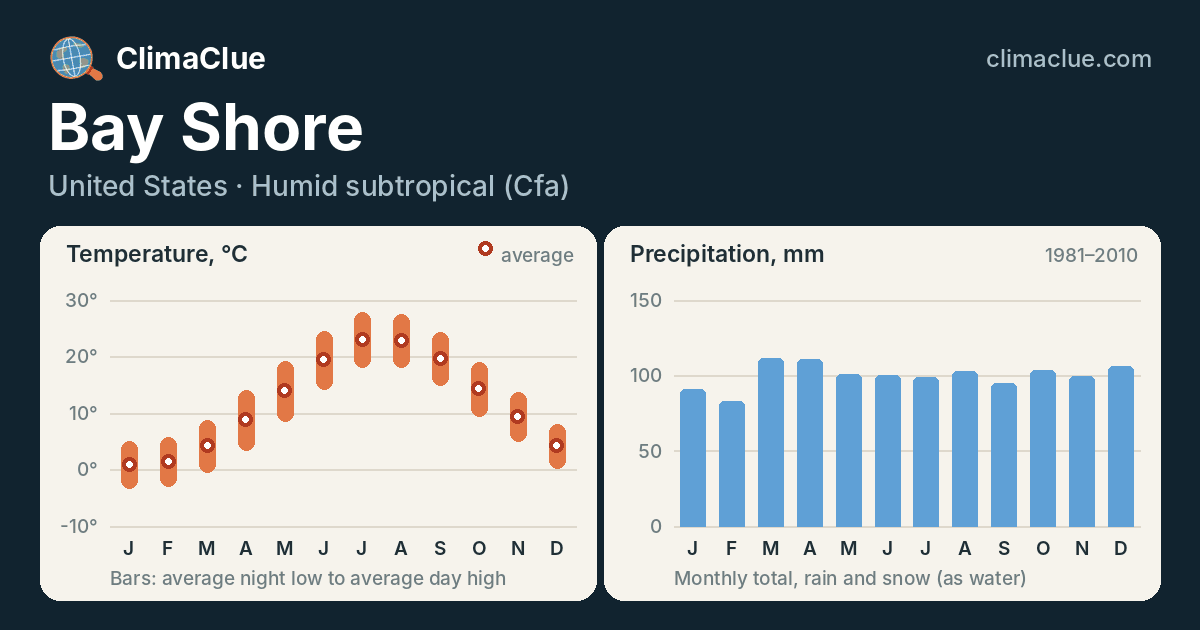 ClimaClue
climaclue.com
Bay Shore
United States · Humid subtropical (Cfa)
Temperature, °C
average
30°
20°
10°
0°
-10°
J F M A M J J A S O N D
Bars: average night low to average day high
Precipitation, mm
1981–2010
150
100
50
0
J F M A M J J A S O N D
Monthly total, rain and snow (as water)